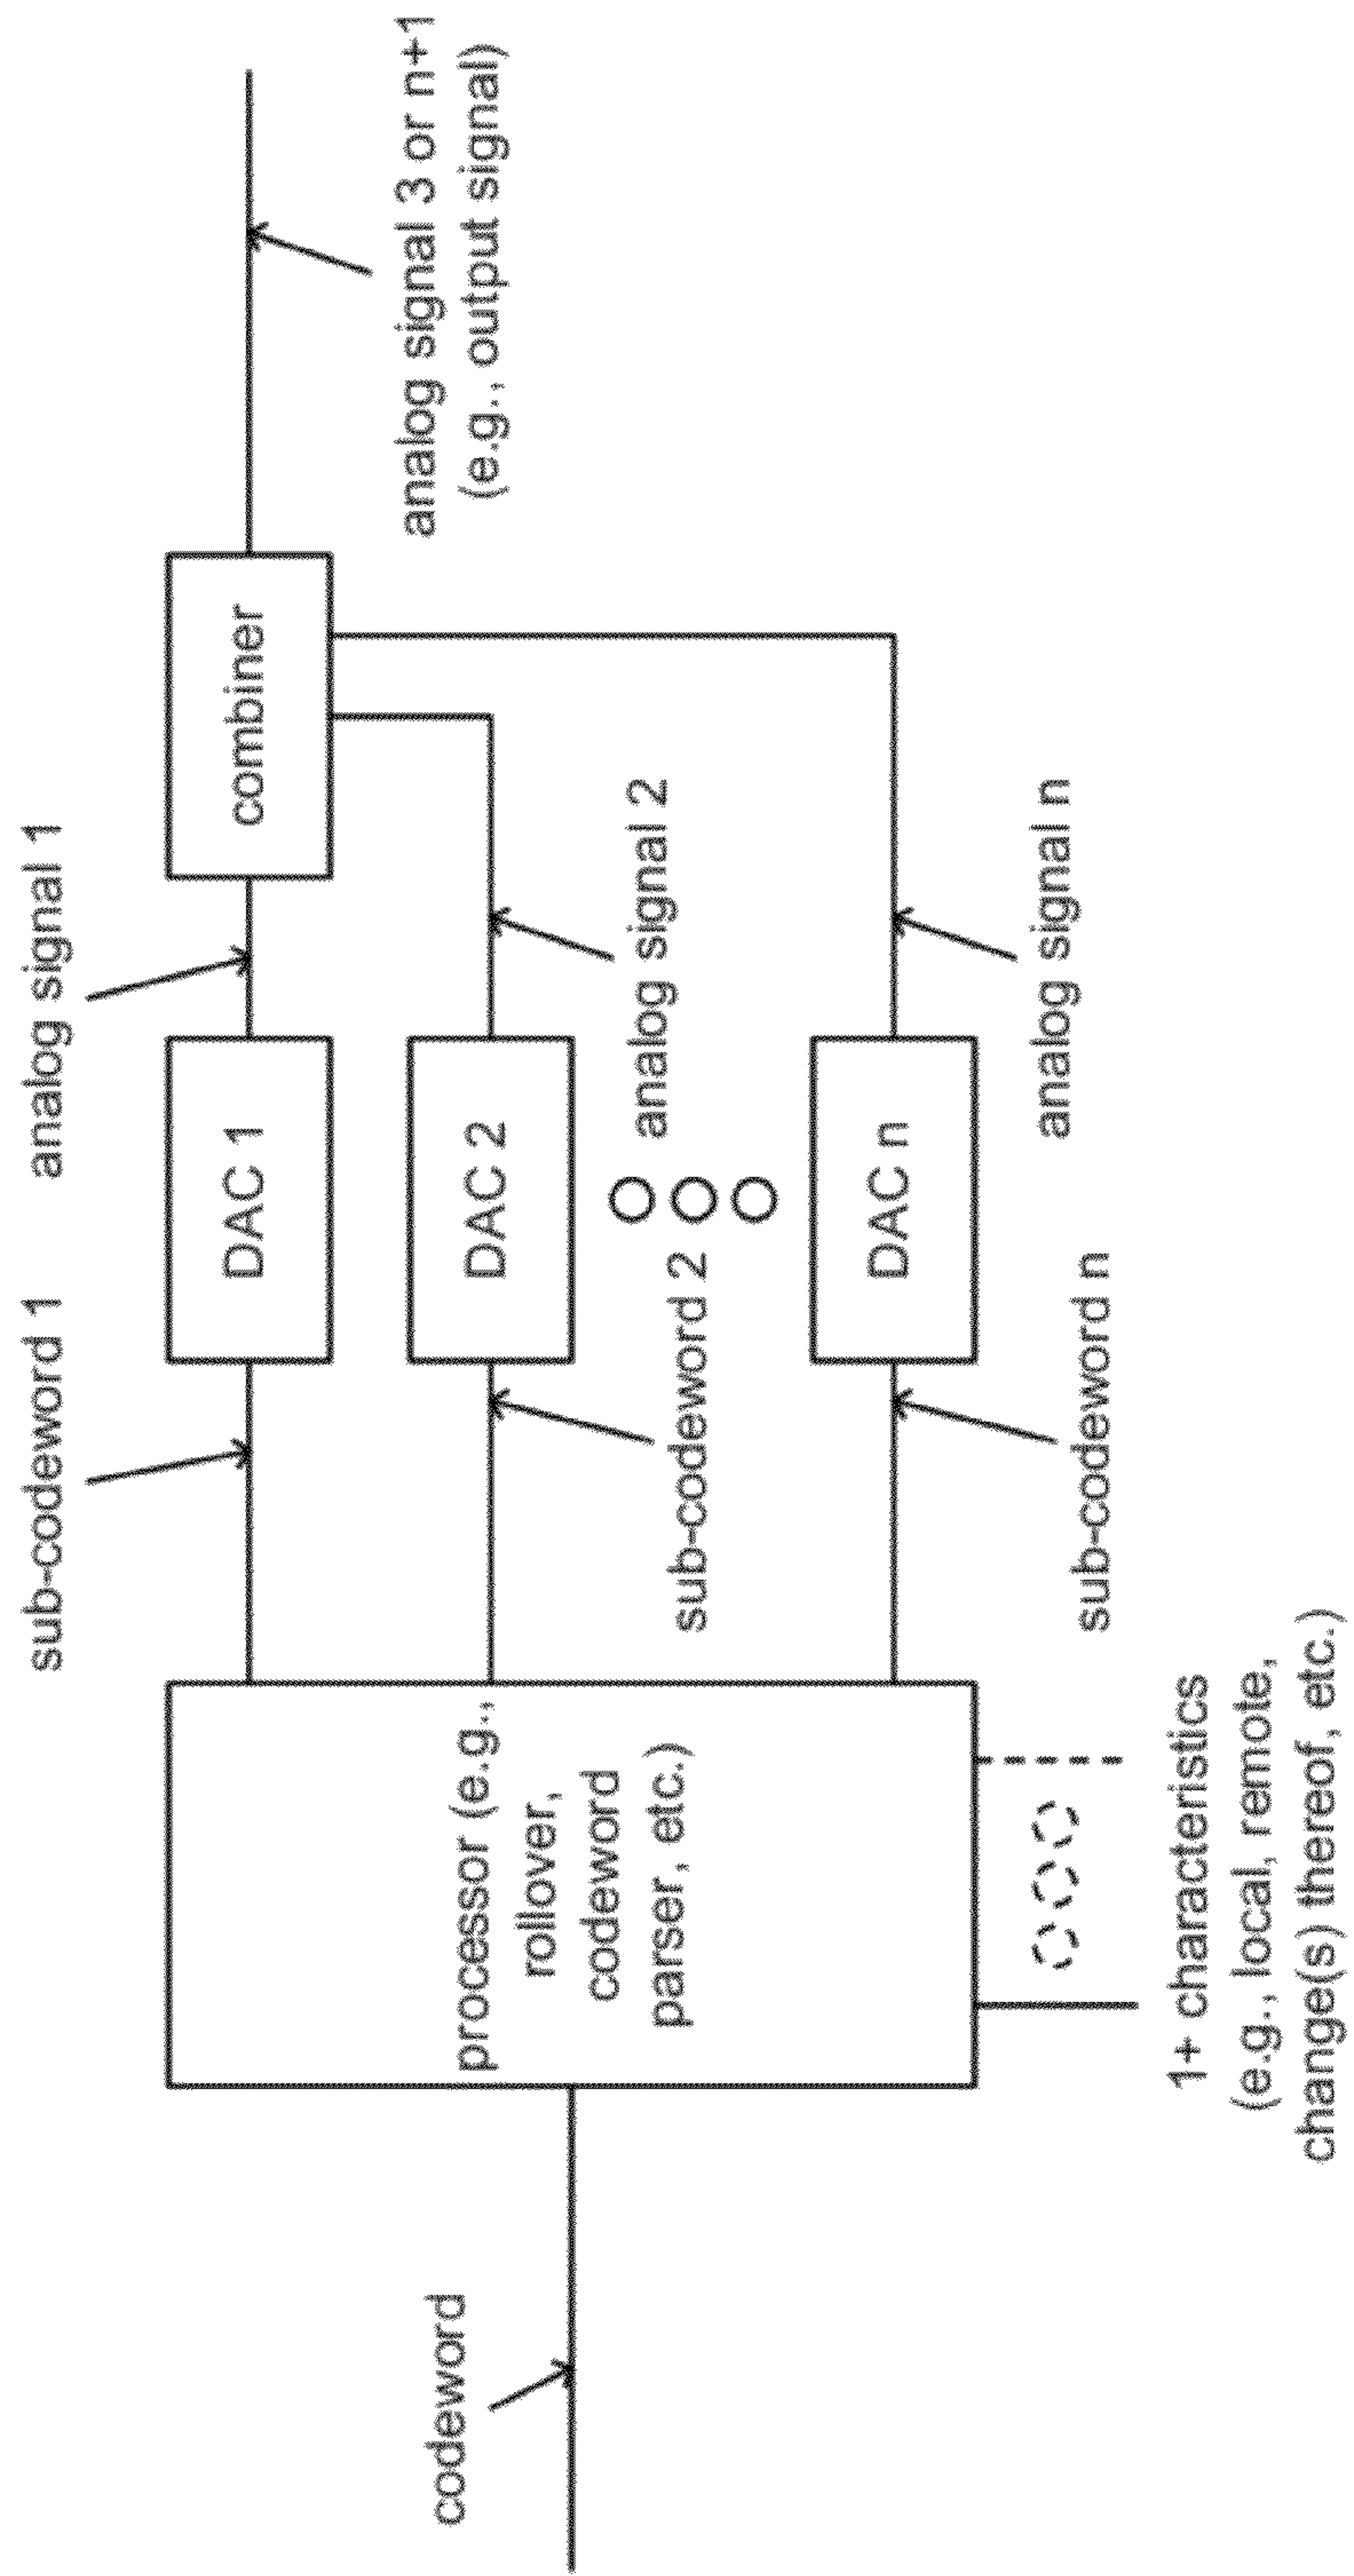 codeword
processor (e.g.,
rollover,
codeword
parser, etc.)
1+ characteristics
(e.g., local, remote,
change(s) thereof, etc.)
sub-codeword 1
sub-codeword 2
sub-codeword n
DAC 1
DAC 2
DAC n
analog signal 1
analog signal 2
analog signal n
combiner
analog signal 3 or n+1
(e.g., output signal)